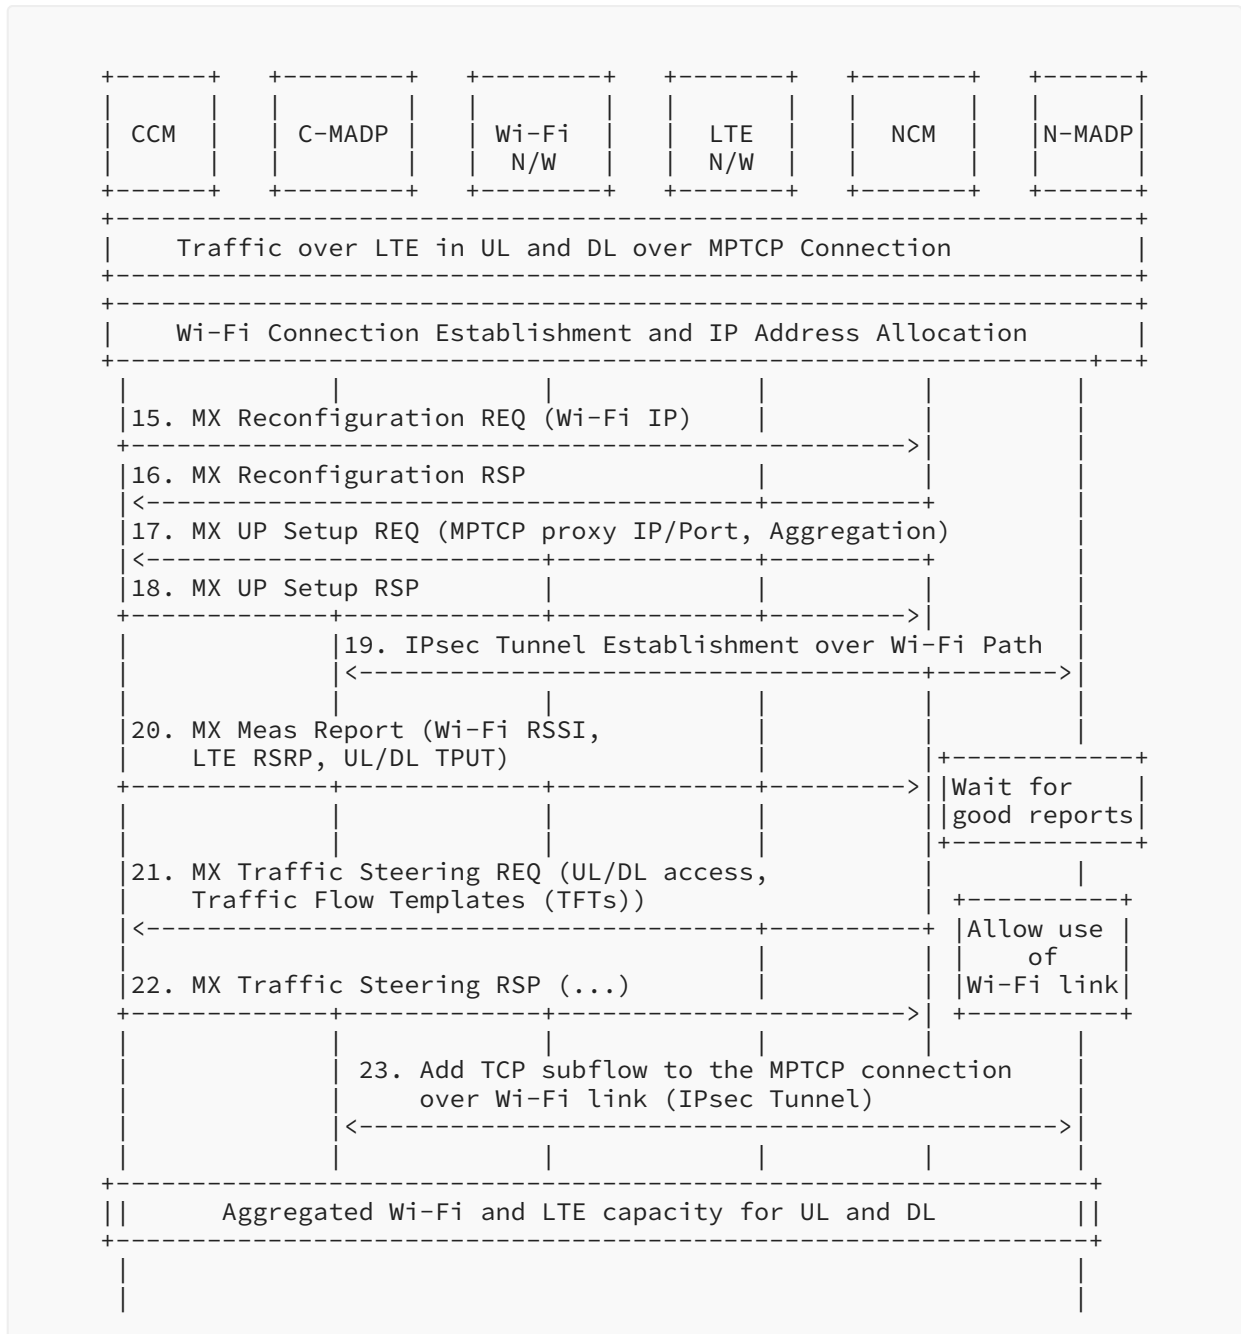 CCM C-MADP Wi-Fi LTE NCM N-MADP
N/W N/W
Traffic over LTE in UL and DL over MPTCP Connection
Wi-Fi Connection Establishment and IP Address Allocation
15. MX Reconfiguration REQ (Wi-Fi IP)
16. MX Reconfiguration RSP
17. MX UP Setup REQ (MPTCP proxy IP/Port, Aggregation)
18. MX UP Setup RSP
19. IPsec Tunnel Establishment over Wi-Fi Path
20. MX Meas Report (Wi-Fi RSSI,
LTE RSRP, UL/DL TPUT)
Wait for
good reports
21. MX Traffic Steering REQ (UL/DL access,
Traffic Flow Templates (TFTs))
Allow use
of
Wi-Fi link
22. MX Traffic Steering RSP (...)
23. Add TCP subflow to the MPTCP connection
over Wi-Fi link (IPsec Tunnel)
Aggregated Wi-Fi and LTE capacity for UL and DL